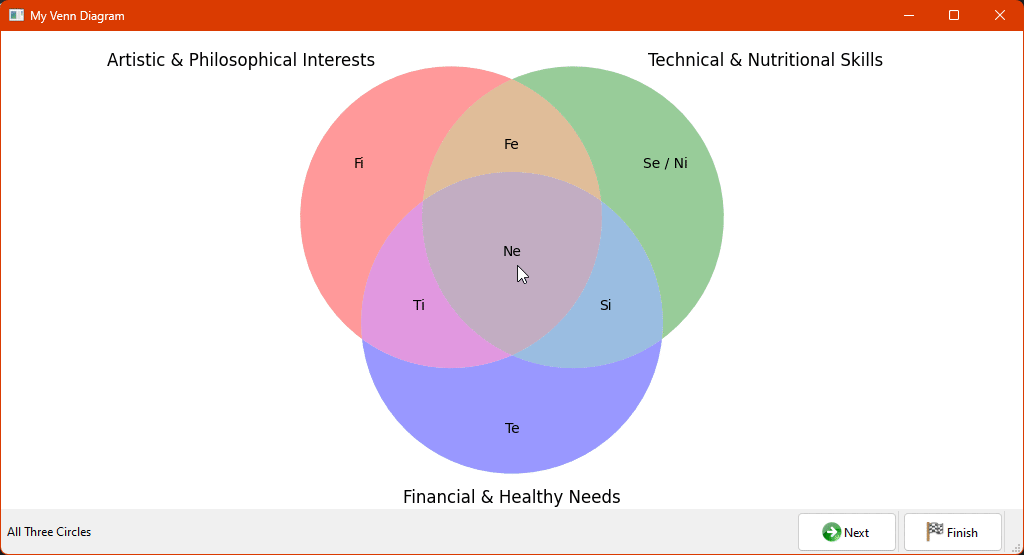 My Venn Diagram
Artistic & Philosophical Interests
Technical & Nutritional Skills
Fe
Fi
Se / Ni
Ne
Ti
Si
Te
Financial & Healthy Needs
All Three Circles
Next
Finish